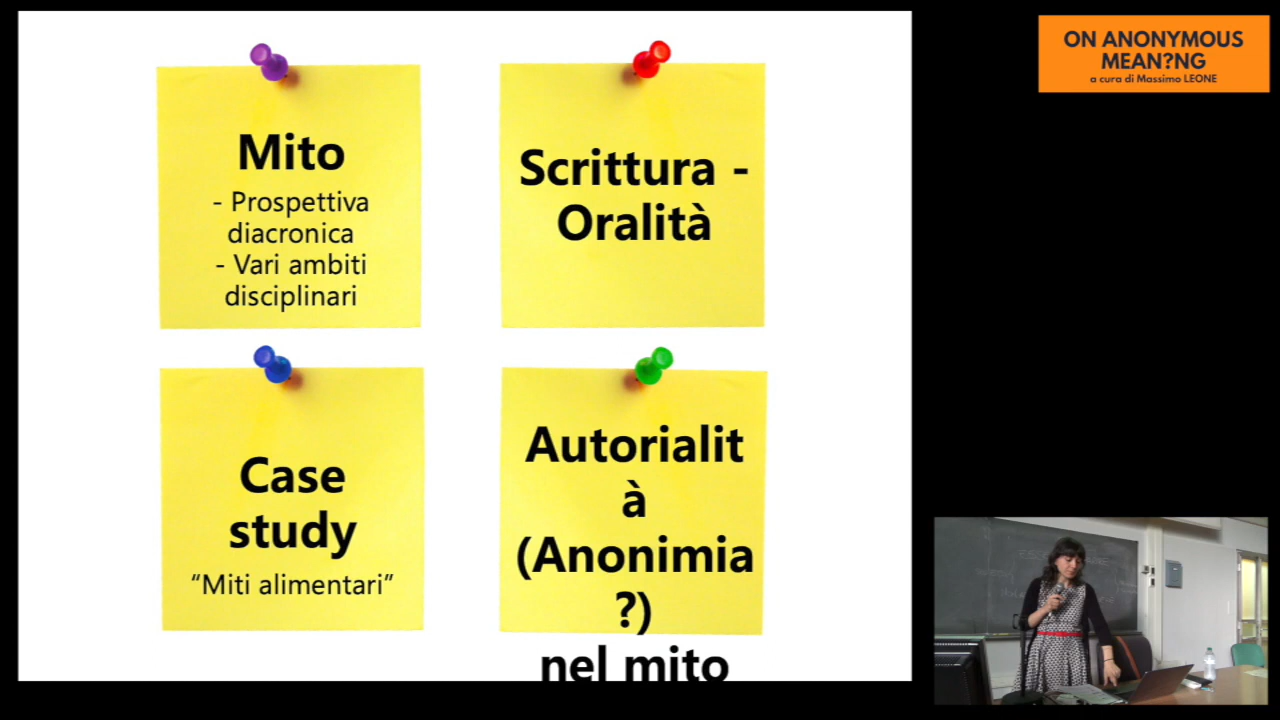 Mito
- Prospettiva
diacronica
- Vari ambiti
disciplinari
Scrittura -
Oralità
Case
study
“Miti alimentari”
Autorialit
à
(Anonimia
?)
nel mito
ON ANONYMOUS
MEAN?NG
a cura di Massimo LEONE